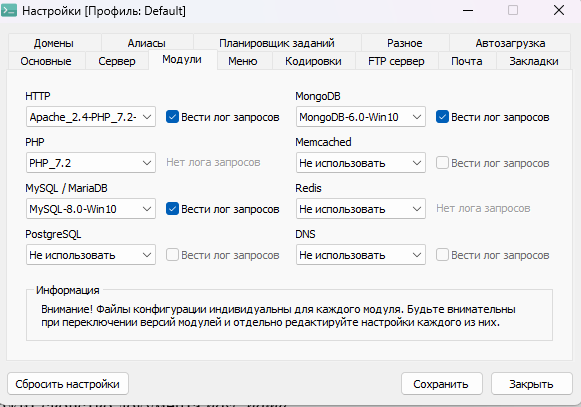 Настройки [Профиль: Default]
Домены Алиасы Планировщик заданий Разное Автозагрузка
Основные Сервер Модули Меню Кодировки FTP сервер Почта Закладки
HTTP MongoDB
Apache_2.4-PHP_7.2- Вести лог запросов MongoDB-6.0-Win10 Вести лог запросов
PHP Memcached
PHP_7.2 Нет лога запросов Не использовать Вести лог запросов
MySQL / MariaDB Redis
MySQL-8.0-Win10 Вести лог запросов Не использовать Нет лога запросов
PostgreSQL DNS
Не использовать Вести лог запросов Не использовать Вести лог запросов
Информация
Внимание! Файлы конфигурации индивидуальны для каждого модуля. Будьте внимательны
при переключении версий модулей и отдельно редактируйте настройки каждого из них.
Сбросить настройки Сохранить Закрыть